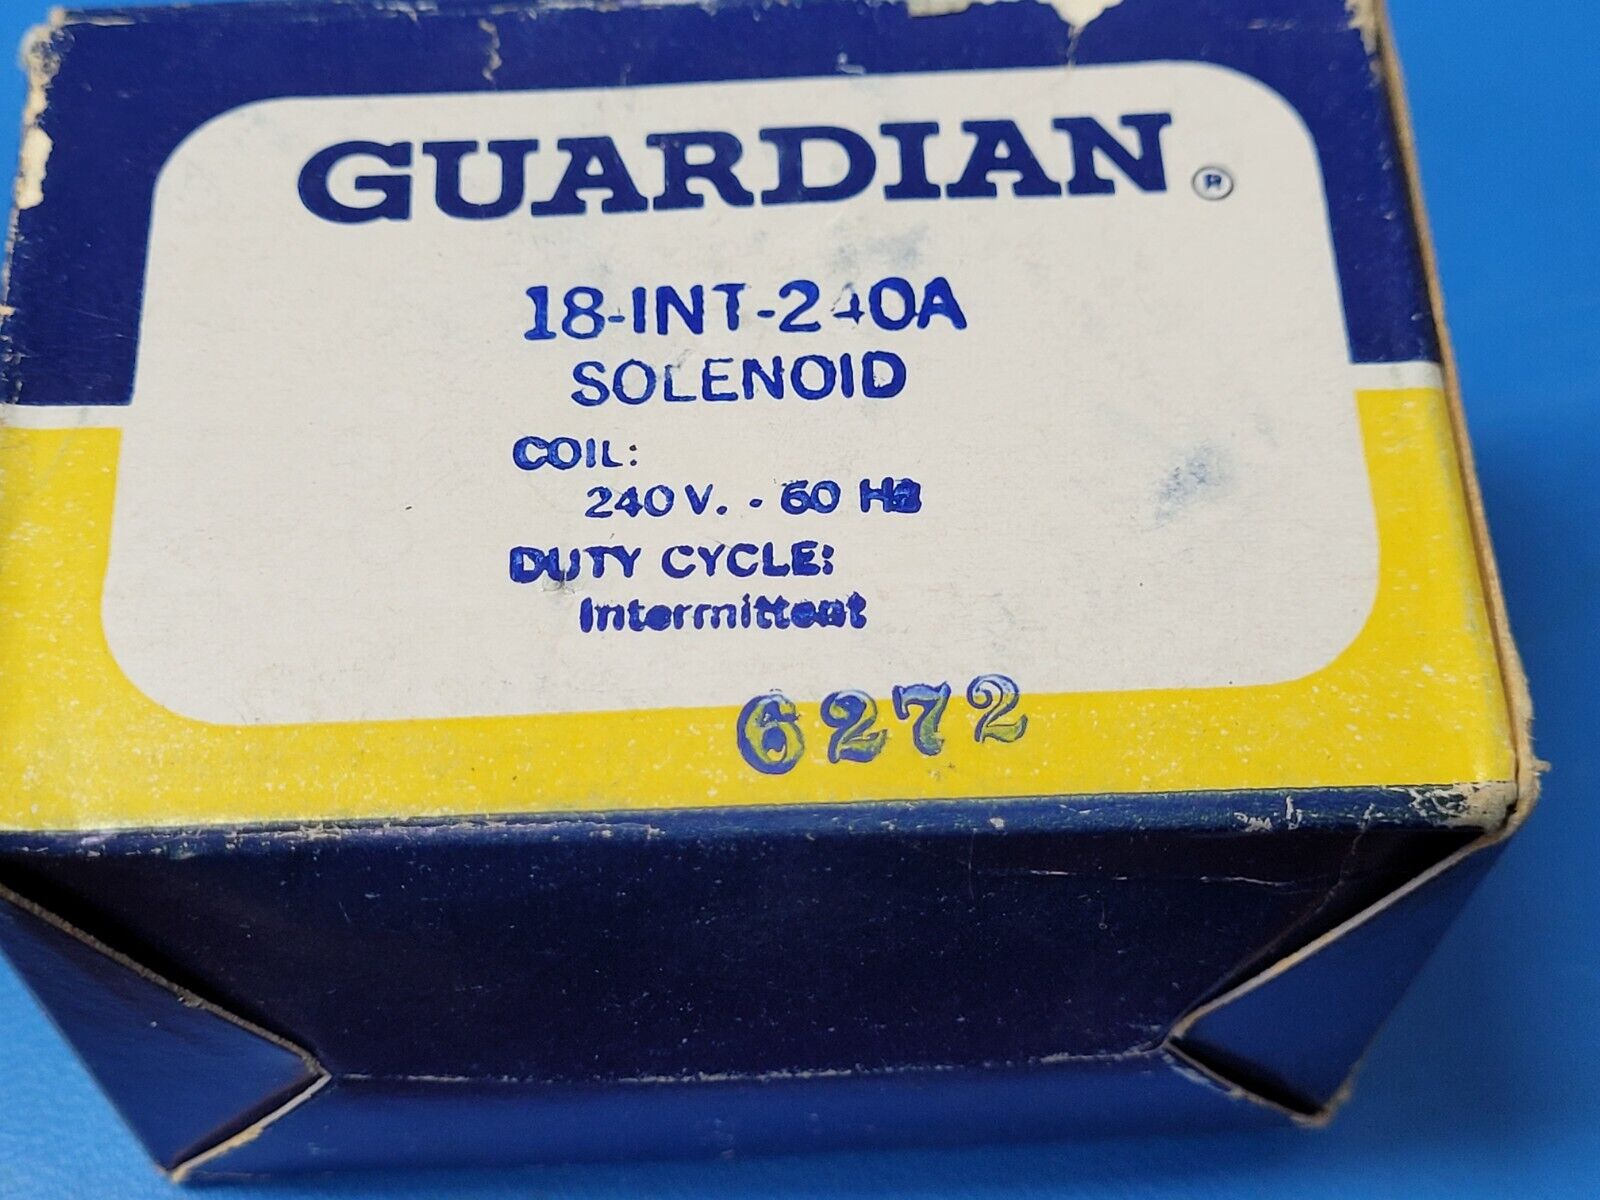 GUARDIAN ®
18-INT-240A
SOLENOID
COIL:
240 V. - 60 Hz
DUTY CYCLE:
Intermittent
6272